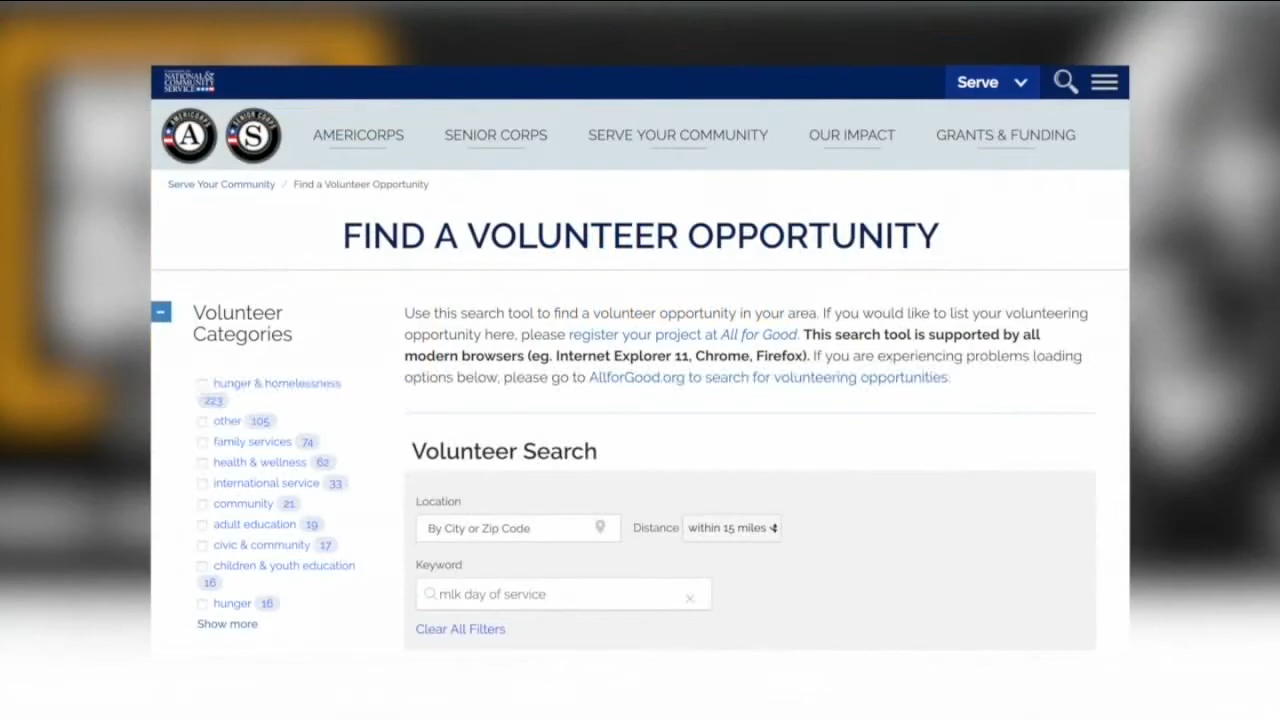 NATIONAL &
COMMUNITY
SERVICE
Serve
AMERICORPS
A
SENIOR CORPS
S
AMERICORPS
SENIOR CORPS
SERVE YOUR COMMUNITY
OUR IMPACT
GRANTS & FUNDING
Serve Your Community / Find a Volunteer Opportunity
FIND A VOLUNTEER OPPORTUNITY
Volunteer
Categories
hunger & homelessness
223
other 105
family services 74
health & wellness 62
international service 33
community 21
adult education 19
civic & community 17
children & youth education
16
hunger 16
Show more
Use this search tool to find a volunteer opportunity in your area. If you would like to list your volunteering
opportunity here, please register your project at All for Good. This search tool is supported by all
modern browsers (eg. Internet Explorer 11, Chrome, Firefox). If you are experiencing problems loading
options below, please go to AllforGood.org to search for volunteering opportunities.
Volunteer Search
Location
By City or Zip Code
Distance within 15 miles
Keyword
mlk day of service
Clear All Filters